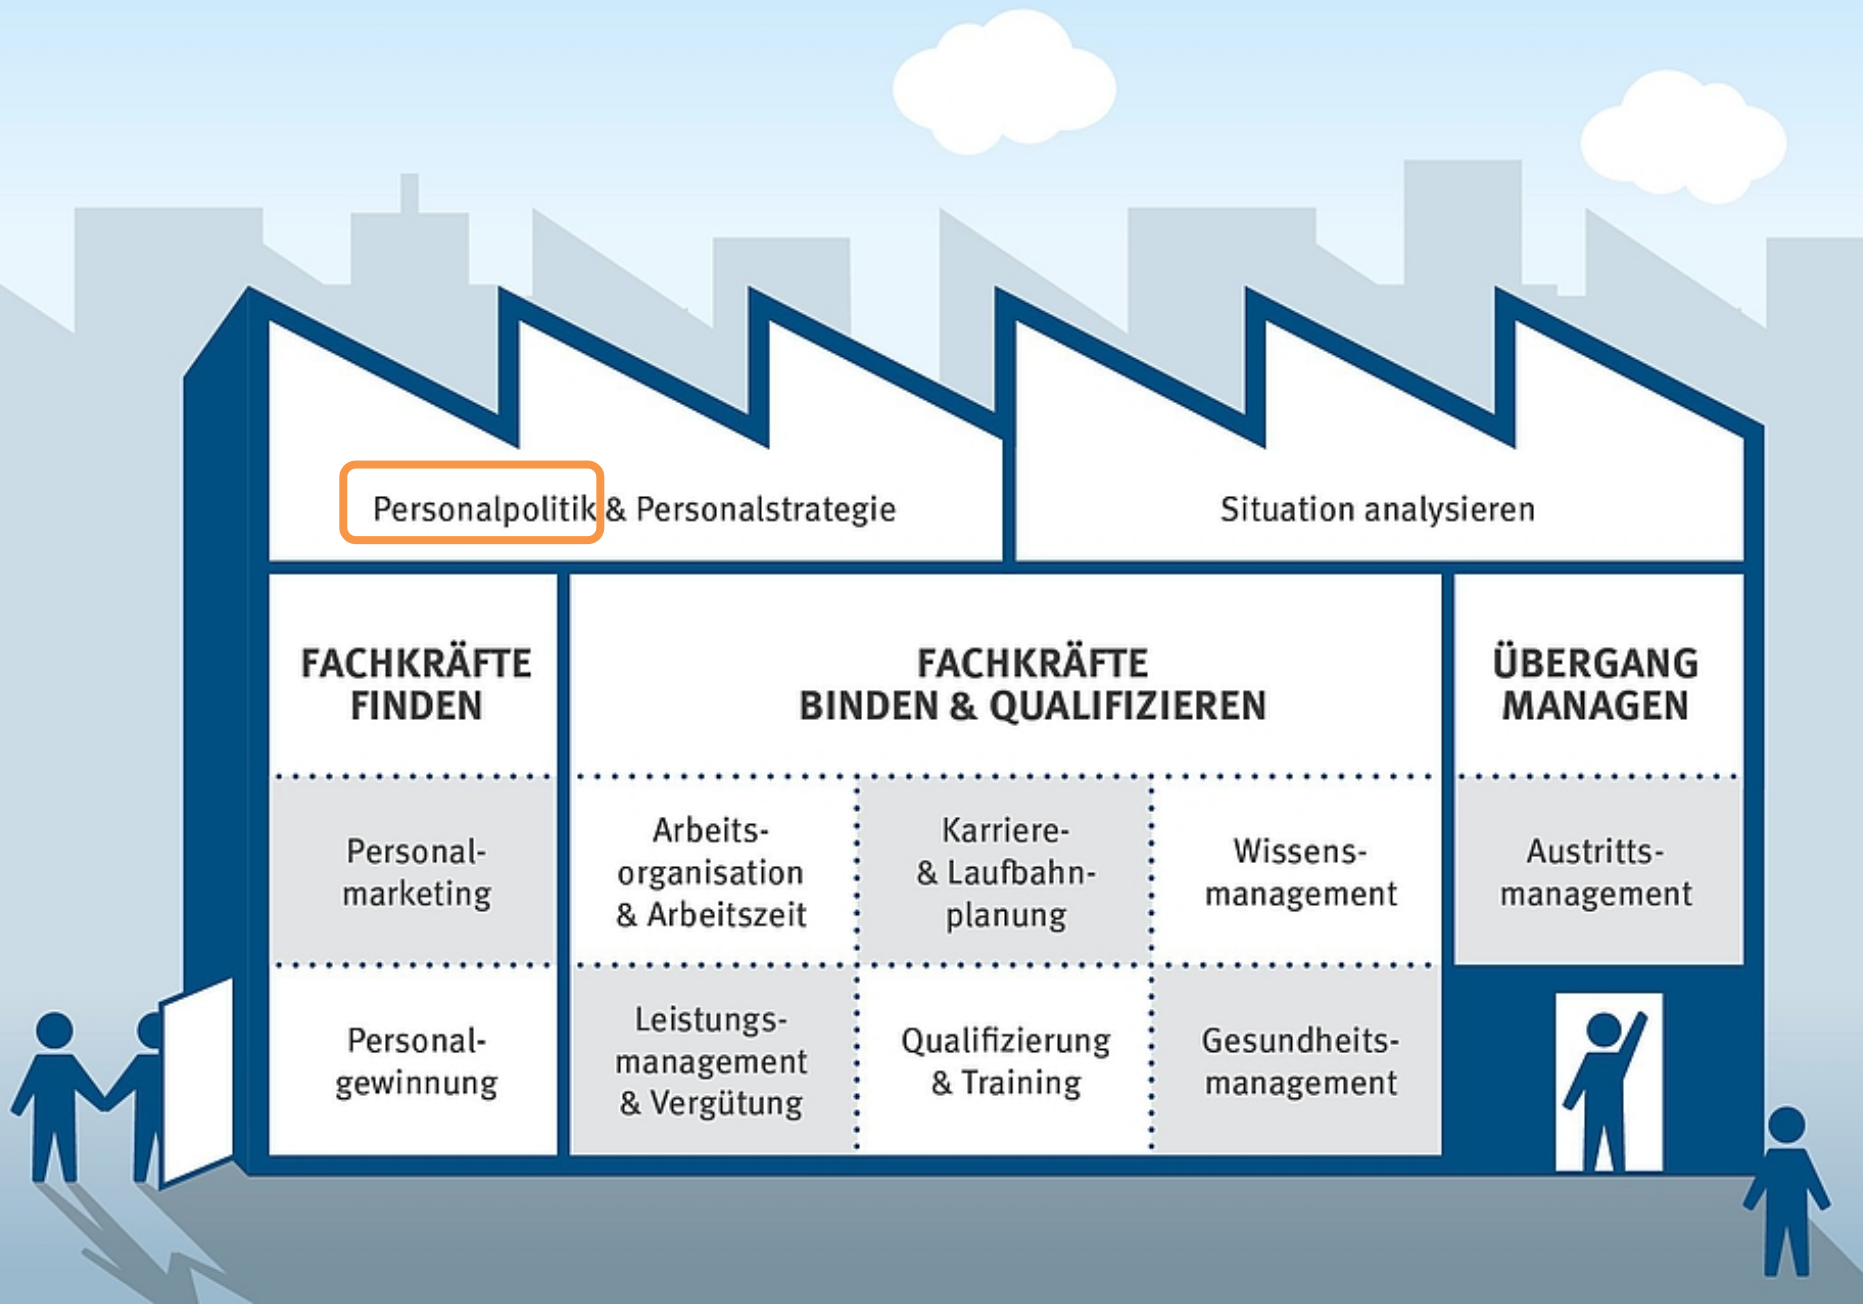 Personalpolitik & Personalstrategie
Situation analysieren
FACHKRÄFTE
FINDEN
Personal-
marketing
Personal-
gewinnung
FACHKRÄFTE
BINDEN & QUALIFIZIEREN
Arbeits-
organisation
& Arbeitszeit
Karriere-
& Laufbahn-
planung
Wissens-
management
Leistungs-
management
& Vergütung
Qualifizierung
& Training
Gesundheits-
management
ÜBERGANG
MANAGEN
Austritts-
management